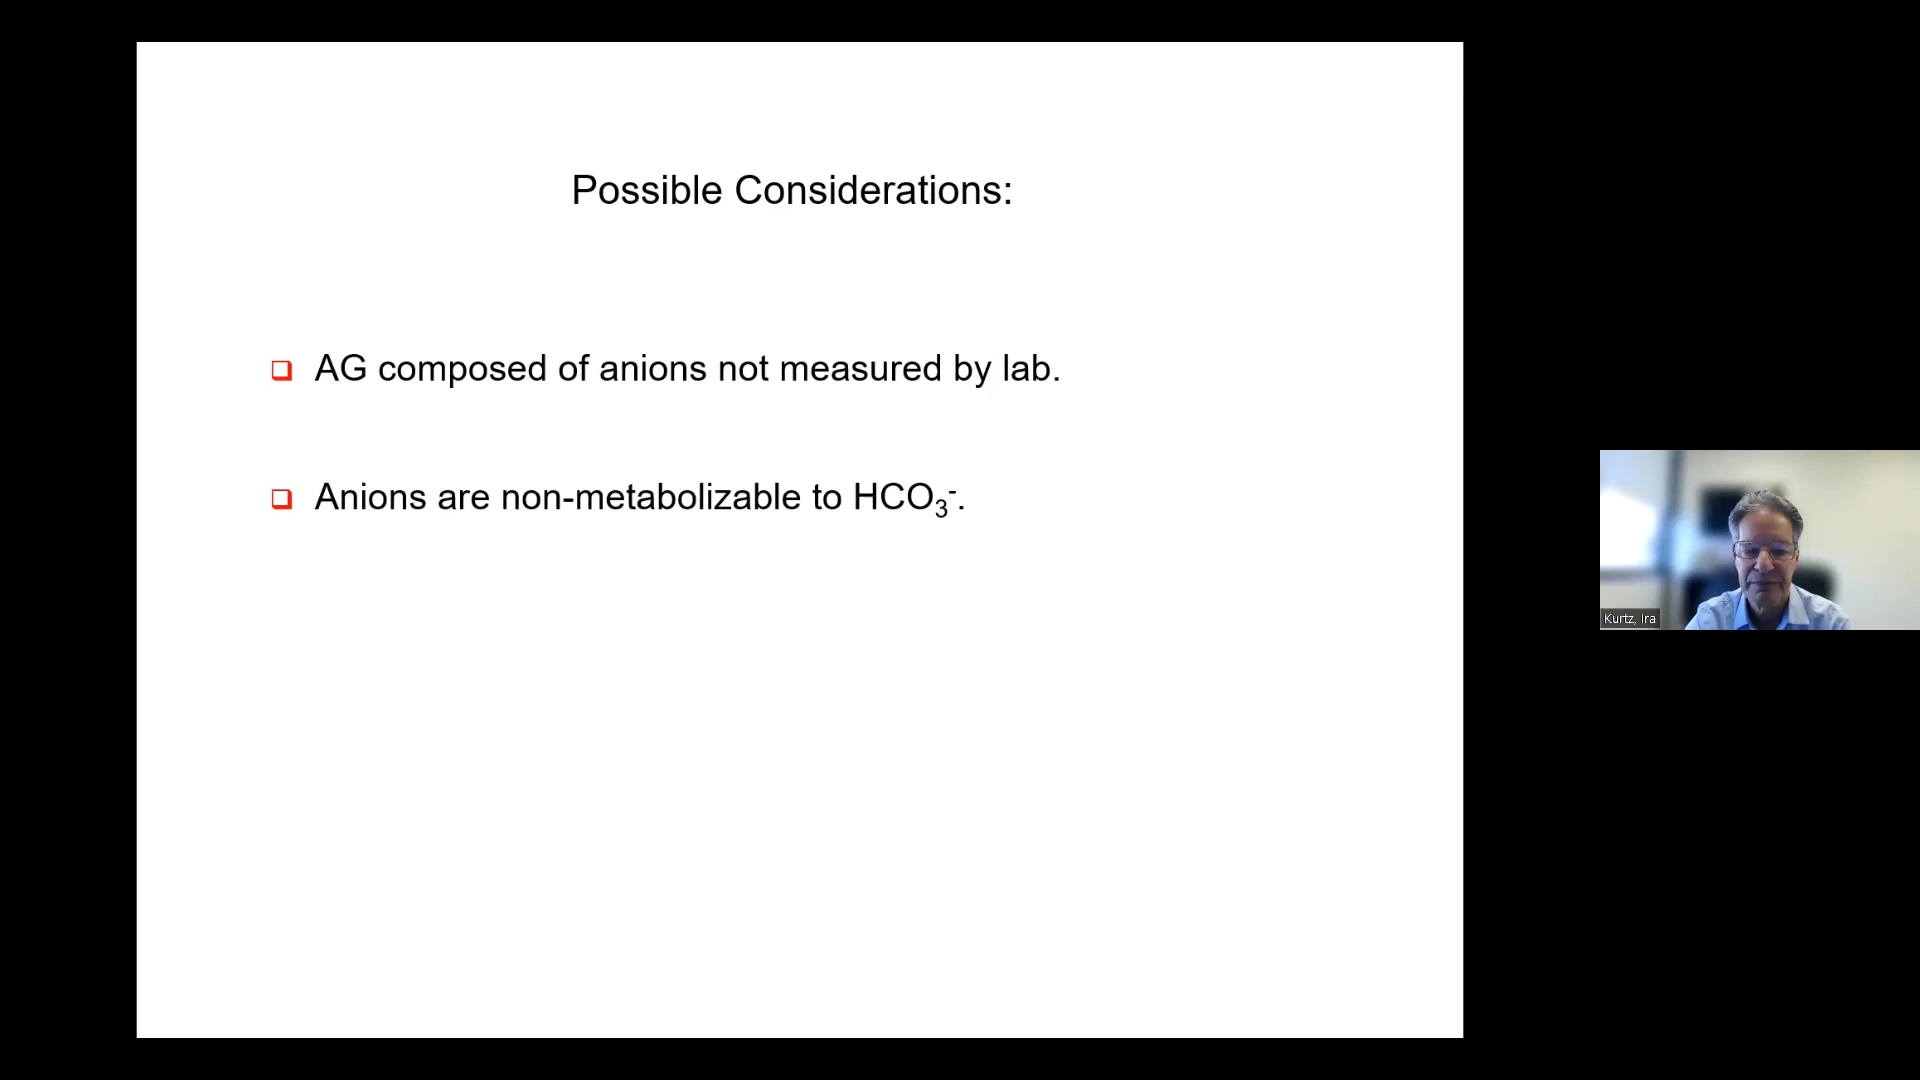 Possible Considerations:
AG composed of anions not measured by lab.
Anions are non-metabolizable to HCO₃⁻.
Kurtz, Ira